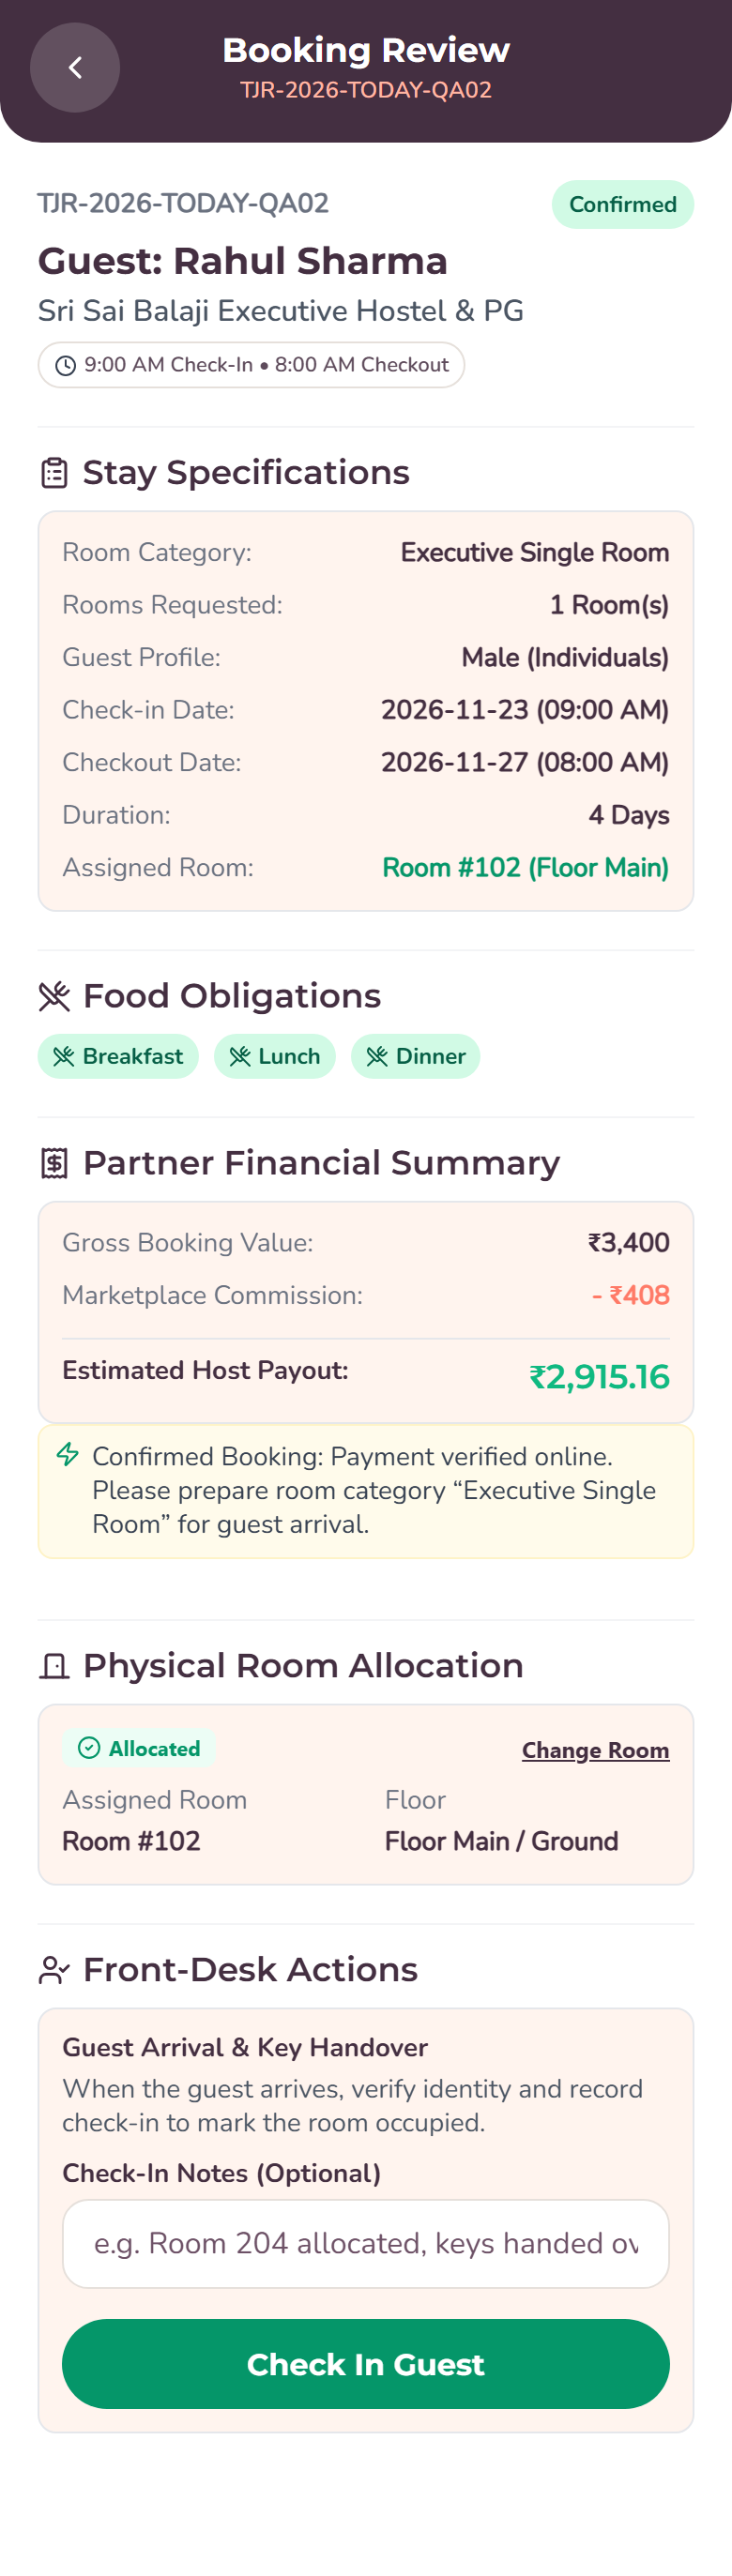 Booking Review
TJR-2026-TODAY-QA02
TJR-2026-TODAY-QA02
Confirmed
Guest: Rahul Sharma
Sri Sai Balaji Executive Hostel & PG
9:00 AM Check-In • 8:00 AM Checkout
Stay Specifications
Room Category: Executive Single Room
Rooms Requested: 1 Room(s)
Guest Profile: Male (Individuals)
Check-in Date: 2026-11-23 (09:00 AM)
Checkout Date: 2026-11-27 (08:00 AM)
Duration: 4 Days
Assigned Room: Room #102 (Floor Main)
Food Obligations
Breakfast Lunch Dinner
Partner Financial Summary
Gross Booking Value: ₹3,400
Marketplace Commission: - ₹408
Estimated Host Payout: ₹2,915.16
Confirmed Booking: Payment verified online.
Please prepare room category “Executive Single
Room” for guest arrival.
Physical Room Allocation
Allocated Change Room
Assigned Room Floor
Room #102 Floor Main / Ground
Front-Desk Actions
Guest Arrival & Key Handover
When the guest arrives, verify identity and record
check-in to mark the room occupied.
Check-In Notes (Optional)
e.g. Room 204 allocated, keys handed ov
Check In Guest